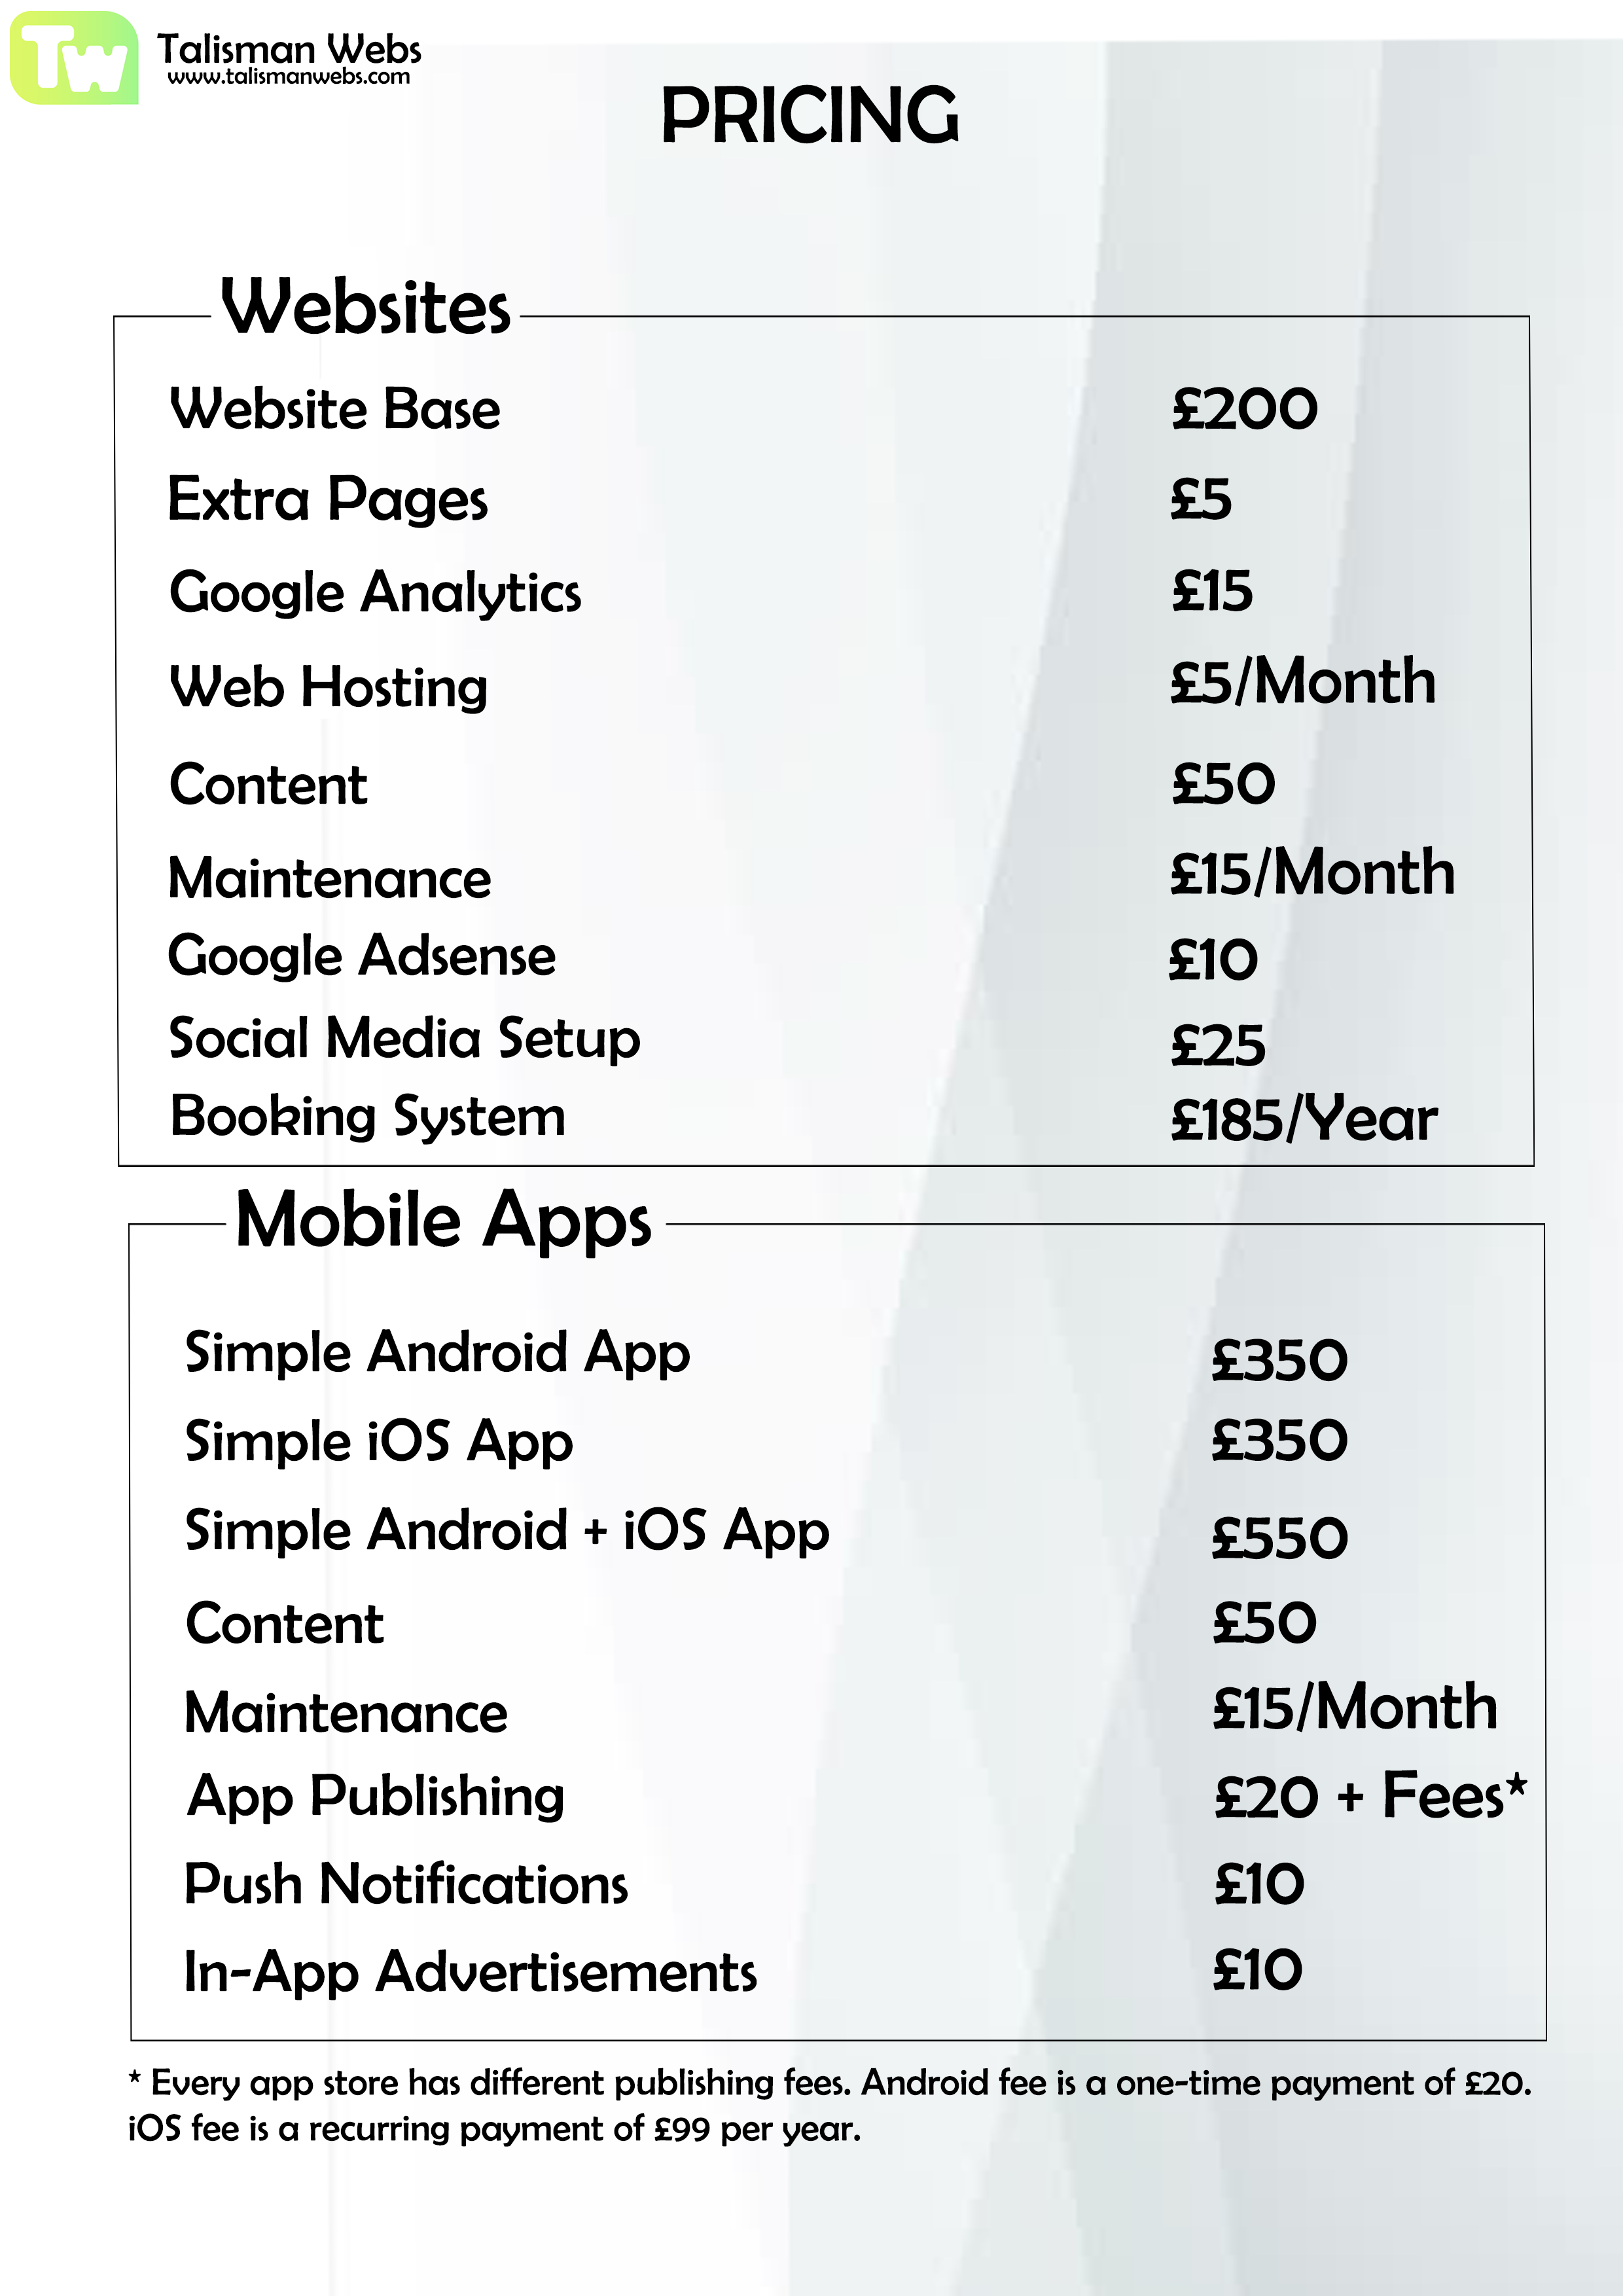 TW
Talisman Webs
www.talismanwebs.com
PRICING
Websites
Website Base £200
Extra Pages £5
Google Analytics £15
Web Hosting £5/Month
Content £50
Maintenance £15/Month
Google Adsense £10
Social Media Setup £25
Booking System £185/Year
Mobile Apps
Simple Android App £350
Simple iOS App £350
Simple Android + iOS App £550
Content £50
Maintenance £15/Month
App Publishing £20 + Fees*
Push Notifications £10
In-App Advertisements £10
* Every app store has different publishing fees. Android fee is a one-time payment of £20.
iOS fee is a recurring payment of £99 per year.